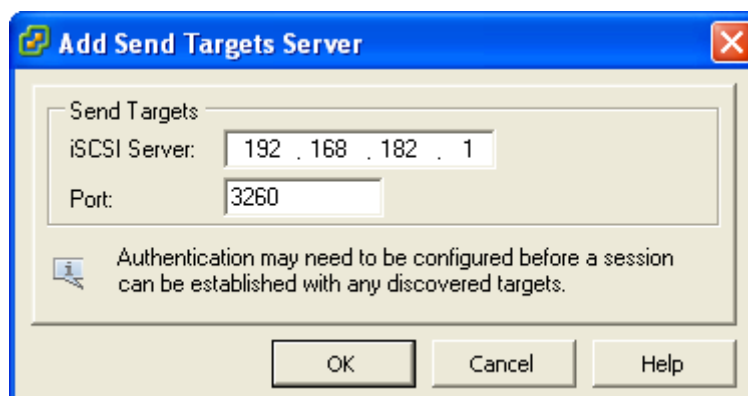 Add Send Targets Server
Send Targets
iSCSI Server: 192 . 168 . 182 . 1
Port: 3260
Authentication may need to be configured before a session
can be established with any discovered targets.
OK Cancel Help